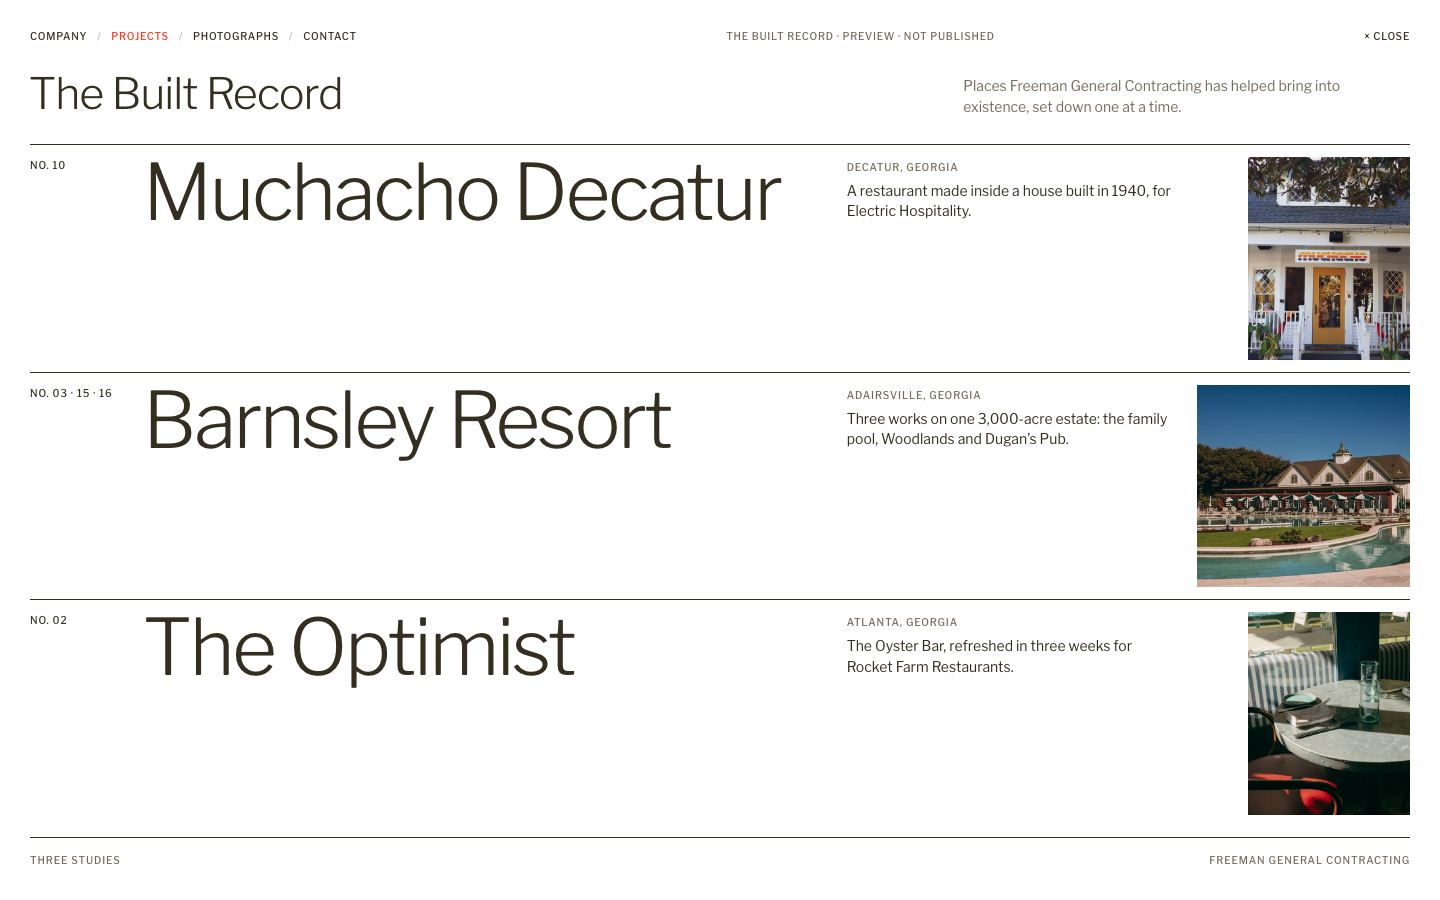 COMPANY / PROJECTS / PHOTOGRAPHS / CONTACT
THE BUILT RECORD · PREVIEW · NOT PUBLISHED
× CLOSE
The Built Record
Places Freeman General Contracting has helped bring into
existence, set down one at a time.
NO. 10
Muchacho Decatur
DECATUR, GEORGIA
A restaurant made inside a house built in 1940, for
Electric Hospitality.
muchacho
NO. 03 · 15 · 16
Barnsley Resort
ADAIRSVILLE, GEORGIA
Three works on one 3,000-acre estate: the family
pool, Woodlands and Dugan’s Pub.
NO. 02
The Optimist
ATLANTA, GEORGIA
The Oyster Bar, refreshed in three weeks for
Rocket Farm Restaurants.
THREE STUDIES
FREEMAN GENERAL CONTRACTING